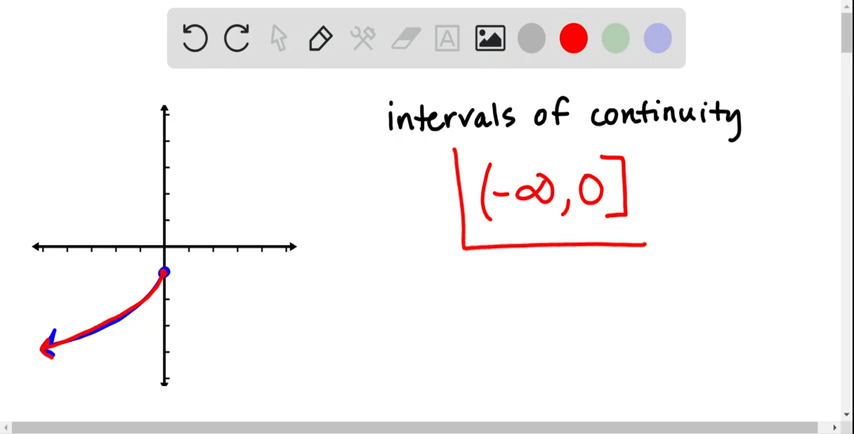 A
intervals of continuity
(-∞, 0]